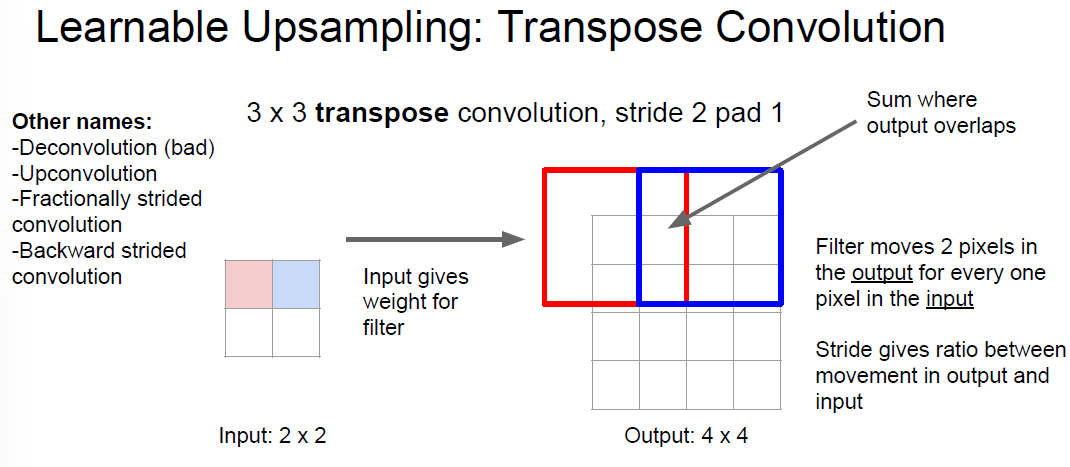 Learnable Upsampling: Transpose Convolution
Other names:
-Deconvolution (bad)
-Upconvolution
-Fractionally strided
convolution
-Backward strided
convolution
3 x 3 transpose convolution, stride 2 pad 1
Sum where
output overlaps
Input gives
weight for
filter
Filter moves 2 pixels in
the output for every one
pixel in the input
Stride gives ratio between
movement in output and
input
Input: 2 x 2
Output: 4 x 4